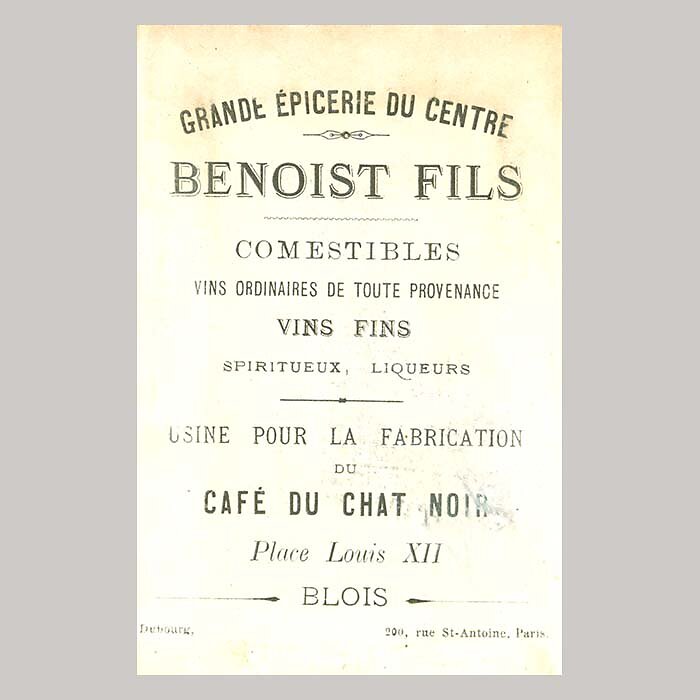 GRANDE ÉPICERIE DU CENTRE
BENOIST FILS
COMESTIBLES
VINS ORDINAIRES DE TOUTE PROVENANCE
VINS FINS
SPIRITUEUX, LIQUEURS
USINE POUR LA FABRICATION
DU
CAFÉ DU CHAT NOIR
Place Louis XII
BLOIS
Dubourg, 200, rue St-Antoine, Paris.